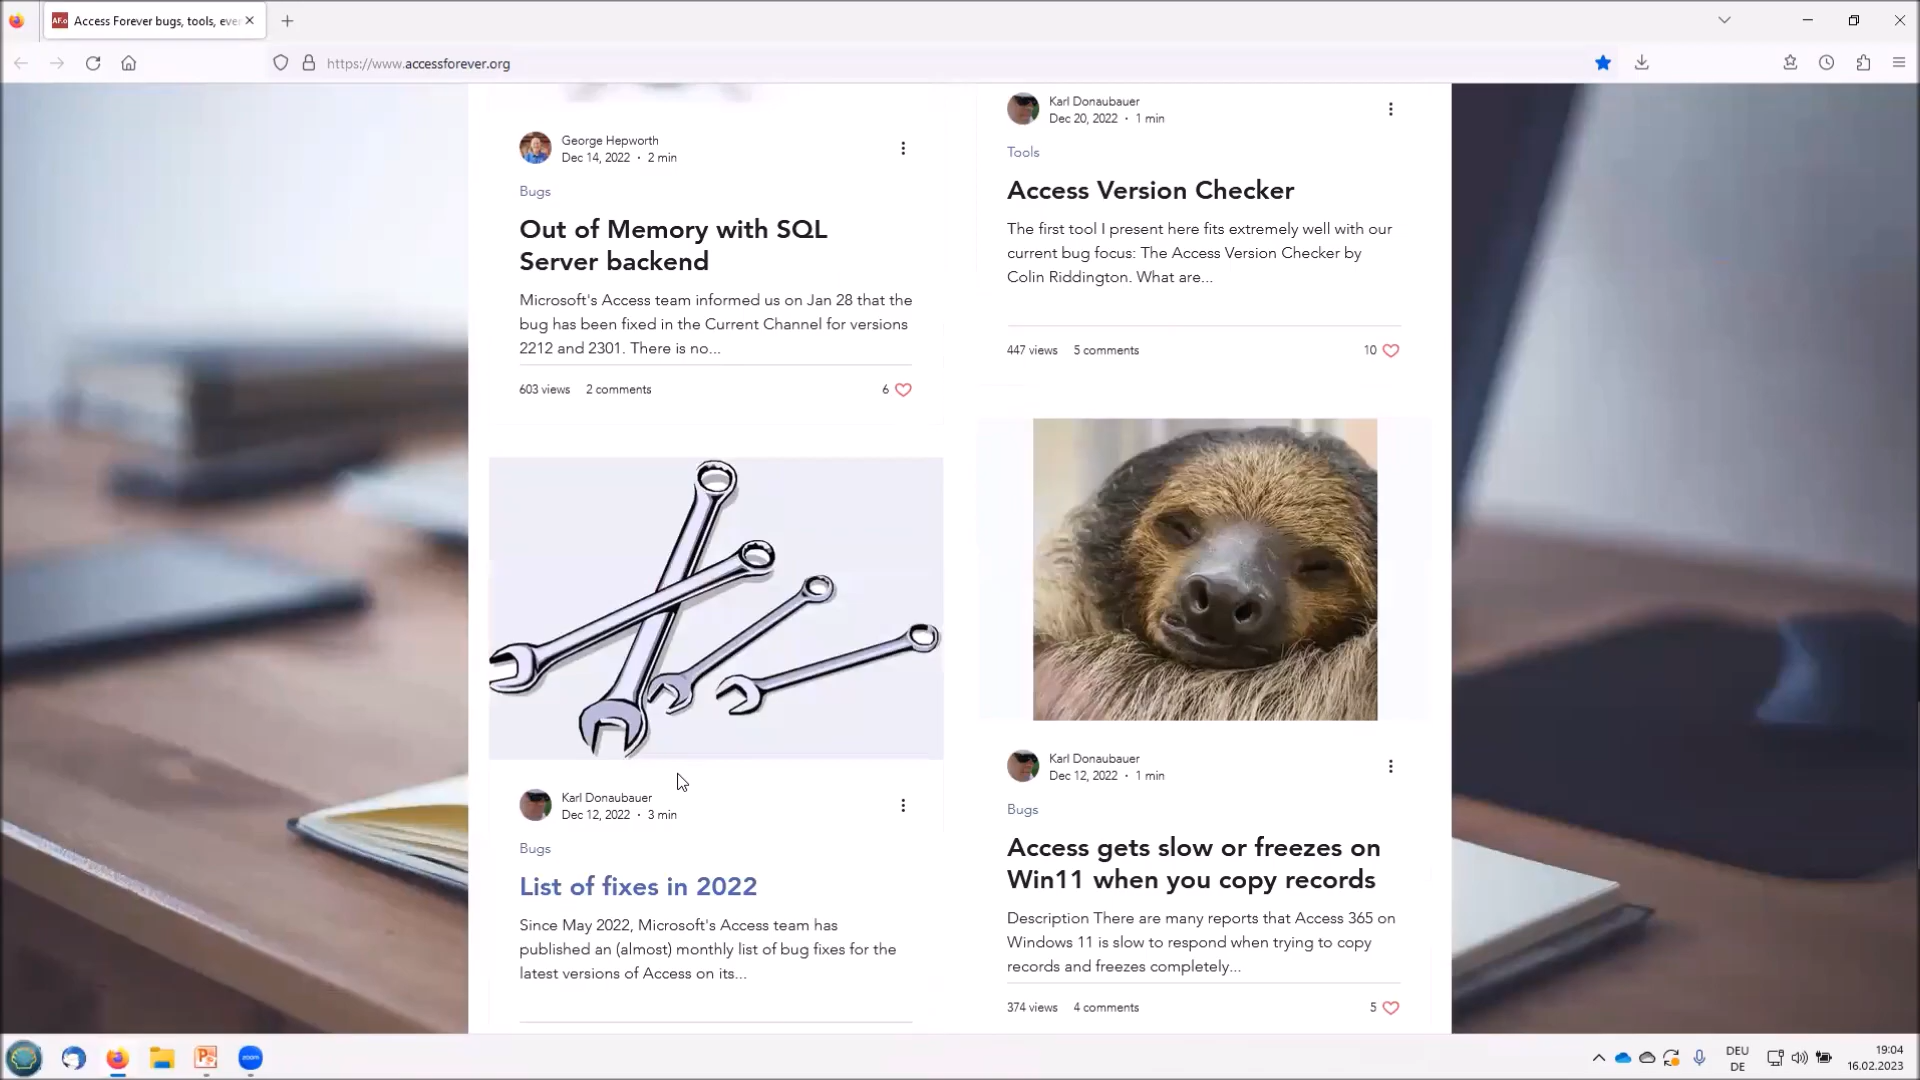 Access Forever bugs, tools, eve
https://www.accessforever.org
George Hepworth
Dec 14, 2022 · 2 min
Bugs
Out of Memory with SQL
Server backend
Microsoft's Access team informed us on Jan 28 that the
bug has been fixed in the Current Channel for versions
2212 and 2301. There is no...
603 views 2 comments 6
Karl Donaubauer
Dec 12, 2022 · 3 min
Bugs
List of fixes in 2022
Since May 2022, Microsoft's Access team has
published an (almost) monthly list of bug fixes for the
latest versions of Access on its...
Karl Donaubauer
Dec 20, 2022 · 1 min
Tools
Access Version Checker
The first tool I present here fits extremely well with our
current bug focus: The Access Version Checker by
Colin Riddington. What are...
447 views 5 comments 10
Karl Donaubauer
Dec 12, 2022 · 1 min
Bugs
Access gets slow or freezes on
Win11 when you copy records
Description There are many reports that Access 365 on
Windows 11 is slow to respond when trying to copy
records and freezes completely...
374 views 4 comments 5
zoom
DEU
DE
19:04
16.02.2023